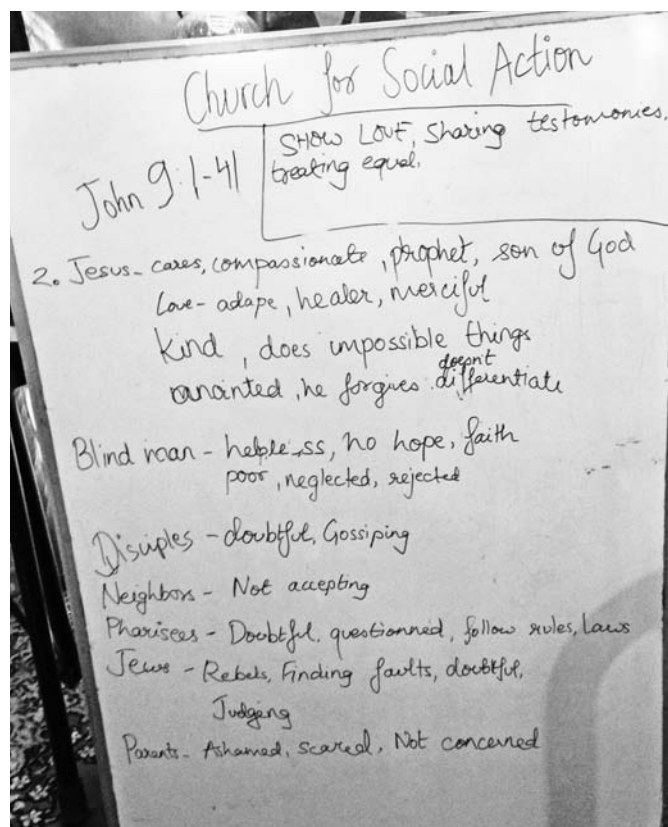 Church for Social Action
John 9:1-41
SHOW LOVE, Sharing testomonies,
treating equal.
2. Jesus - cares, compassionate, prophet, son of God
Love - adape, healer, merciful
Kind, does impossible things
anointed, he forgives. doesn't differentiate
Blind man - helpless, no hope, faith
poor, neglected, rejected
Disciples - doubtful, Gossiping
Neighbors - Not accepting
Pharisees - Doubtful, questionned, follow rules, Laws
Jews - Rebels, Finding faults, doubtful,
Judging
Parents - Ashamed, scared, Not concerned